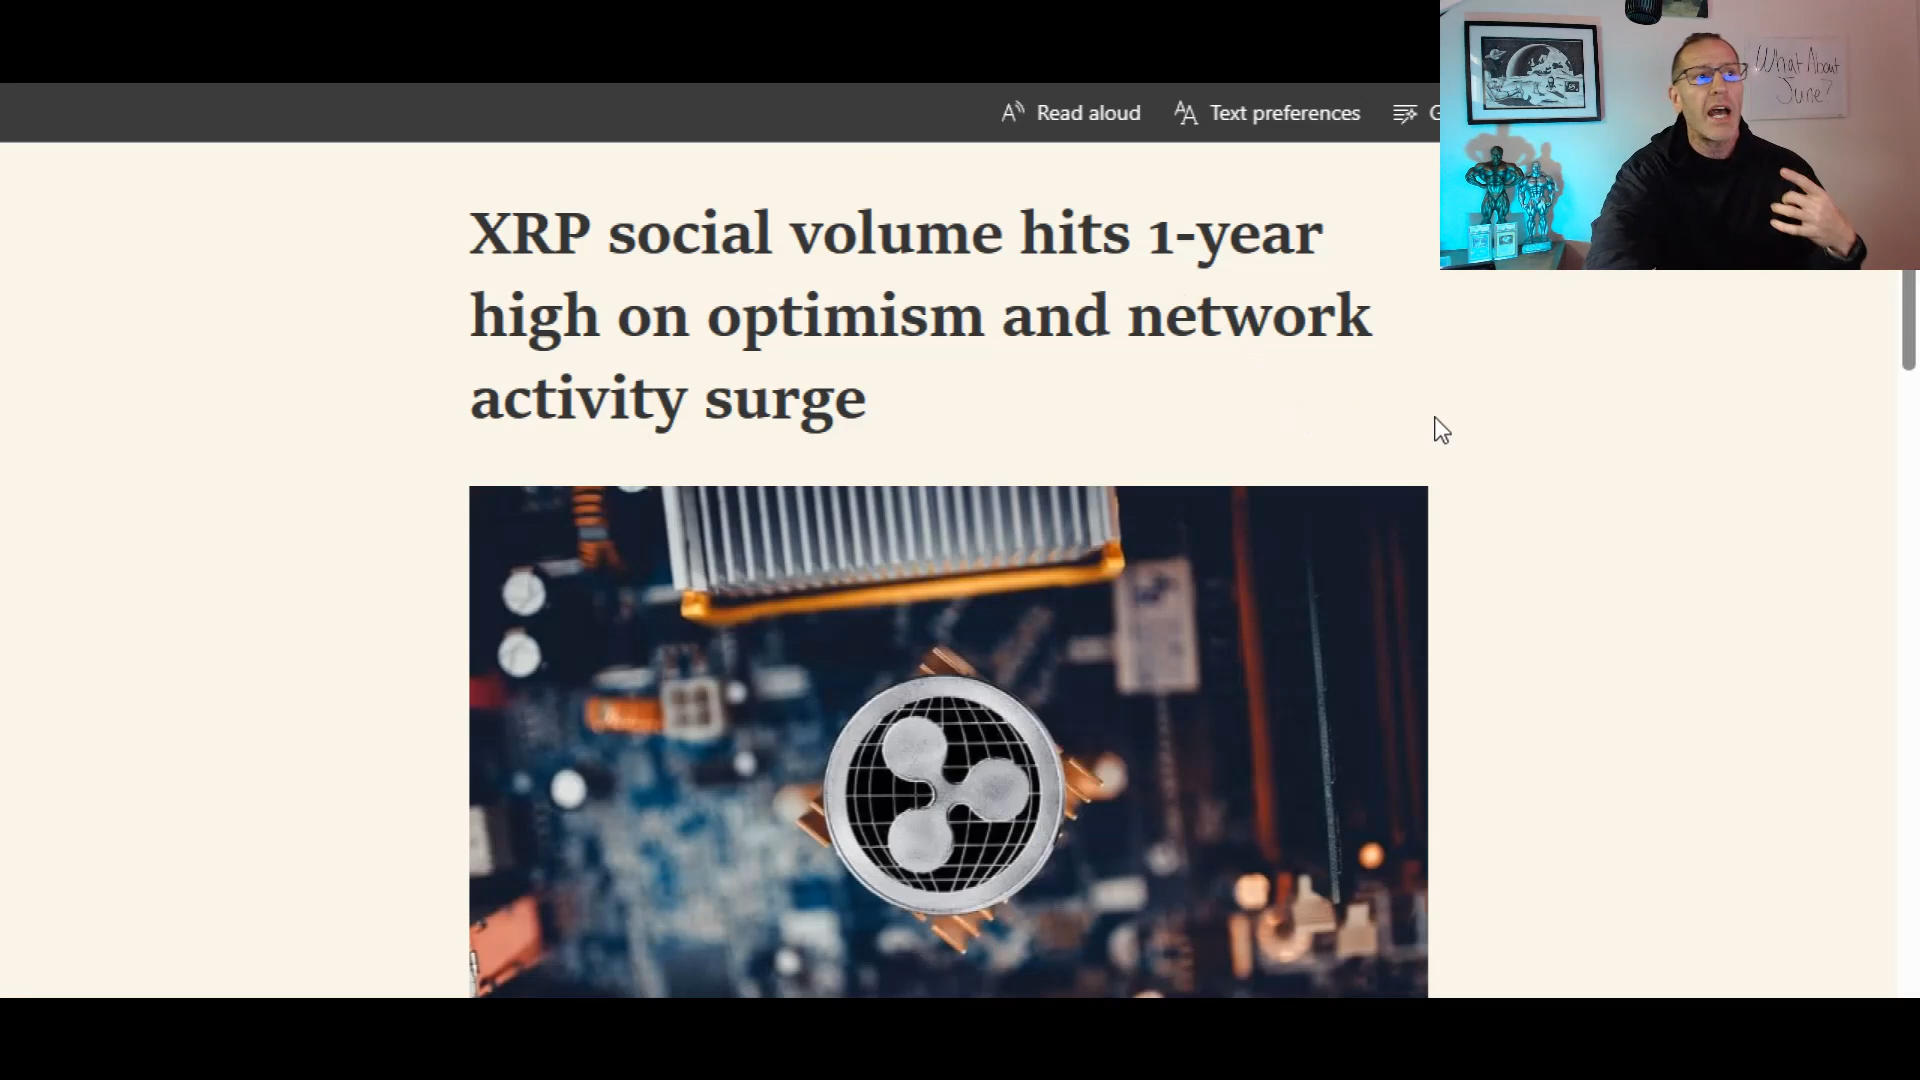 Read aloud
Text preferences
G
XRP social volume hits 1-year
high on optimism and network
activity surge
What About
June?